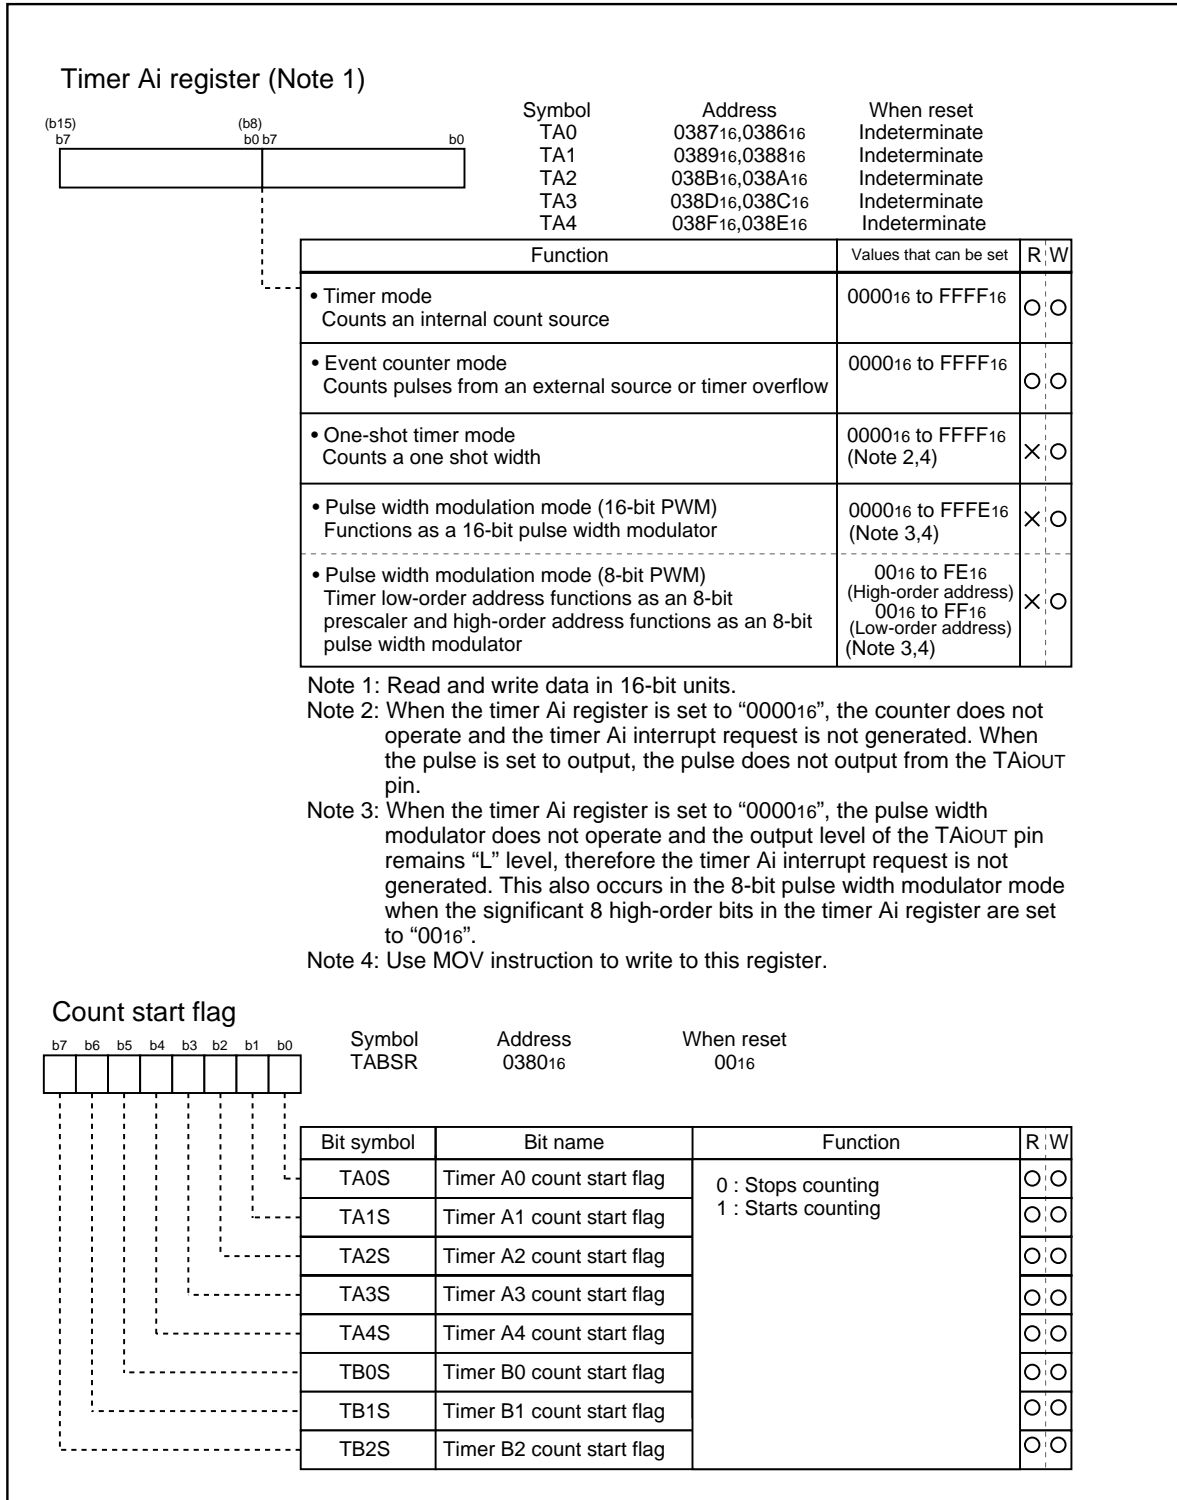 Timer Ai register (Note 1)
Symbol Address When reset
(b15) (b8)
b7 b0 b7 b0
TA0 038716,038616 Indeterminate
TA1 038916,038816 Indeterminate
TA2 038B16,038A16 Indeterminate
TA3 038D16,038C16 Indeterminate
TA4 038F16,038E16 Indeterminate
Function Values that can be set R W
• Timer mode 000016 to FFFF16
Counts an internal count source
• Event counter mode 000016 to FFFF16
Counts pulses from an external source or timer overflow
• One-shot timer mode 000016 to FFFF16
Counts a one shot width (Note 2,4)
• Pulse width modulation mode (16-bit PWM) 000016 to FFFE16
Functions as a 16-bit pulse width modulator (Note 3,4)
• Pulse width modulation mode (8-bit PWM) 0016 to FE16
Timer low-order address functions as an 8-bit (High-order address)
prescaler and high-order address functions as an 8-bit 0016 to FF16
pulse width modulator (Low-order address)
(Note 3,4)
Note 1: Read and write data in 16-bit units.
Note 2: When the timer Ai register is set to “000016”, the counter does not
operate and the timer Ai interrupt request is not generated. When
the pulse is set to output, the pulse does not output from the TAiOUT
pin.
Note 3: When the timer Ai register is set to “000016”, the pulse width
modulator does not operate and the output level of the TAiOUT pin
remains “L” level, therefore the timer Ai interrupt request is not
generated. This also occurs in the 8-bit pulse width modulator mode
when the significant 8 high-order bits in the timer Ai register are set
to “0016”.
Note 4: Use MOV instruction to write to this register.
Count start flag
b7 b6 b5 b4 b3 b2 b1 b0
Symbol Address When reset
TABSR 038016 0016
Bit symbol Bit name Function R W
TA0S Timer A0 count start flag 0 : Stops counting
TA1S Timer A1 count start flag 1 : Starts counting
TA2S Timer A2 count start flag
TA3S Timer A3 count start flag
TA4S Timer A4 count start flag
TB0S Timer B0 count start flag
TB1S Timer B1 count start flag
TB2S Timer B2 count start flag